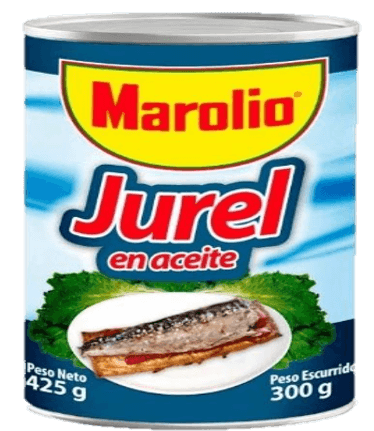 Marolio
Jurel
en aceite
Peso Neto
425 g
Peso Escurrido
300 g